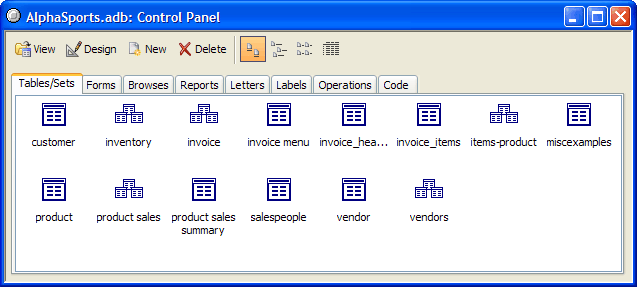 AlphaSports.adb: Control Panel
View Design New Delete
Tables/Sets Forms Browses Reports Letters Labels Operations Code
customer inventory invoice invoice menu invoice_hea... invoice_items items-product miscexamples
product product sales product sales summary salespeople vendor vendors